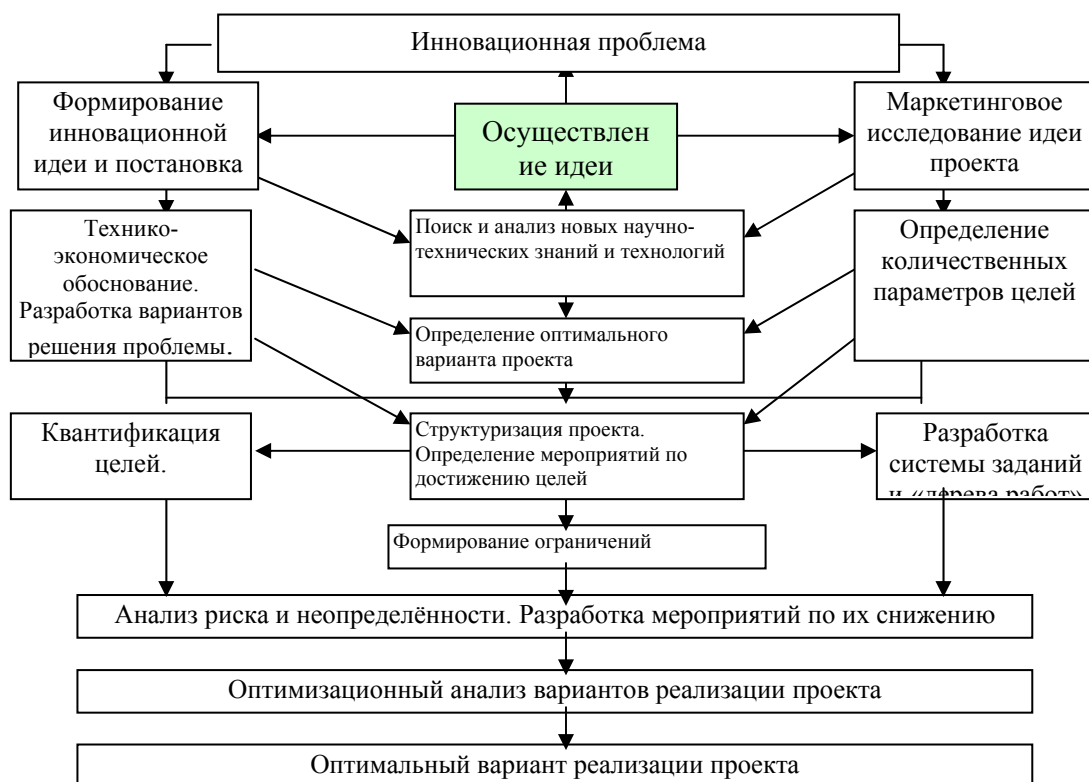 Инновационная проблема
Формирование
инновационной
идеи и постановка
Осуществлен
ие идеи
Маркетинговое
исследование идеи
проекта
Технико-
экономическое
обоснование.
Разработка вариантов
решения проблемы.
Поиск и анализ новых научно-
технических знаний и технологий
Определение
количественных
параметров целей
Определение оптимального
варианта проекта
Квантификация
целей.
Структуризация проекта.
Определение мероприятий по
достижению целей
Разработка
системы заданий
и «дерева работ»
Формирование ограничений
Анализ риска и неопределённости. Разработка мероприятий по их снижению
Оптимизационный анализ вариантов реализации проекта
Оптимальный вариант реализации проекта